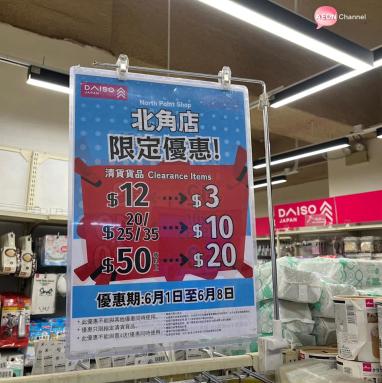 AEON Channel
DAISO
JAPAN
North Point Shop
北角店
限定優惠!
清貨貨品 Clearance Items
$12 $3
$20/25/35 $10
$50 $20
優惠期:6月1日至6月8日
DAISO
JAPAN